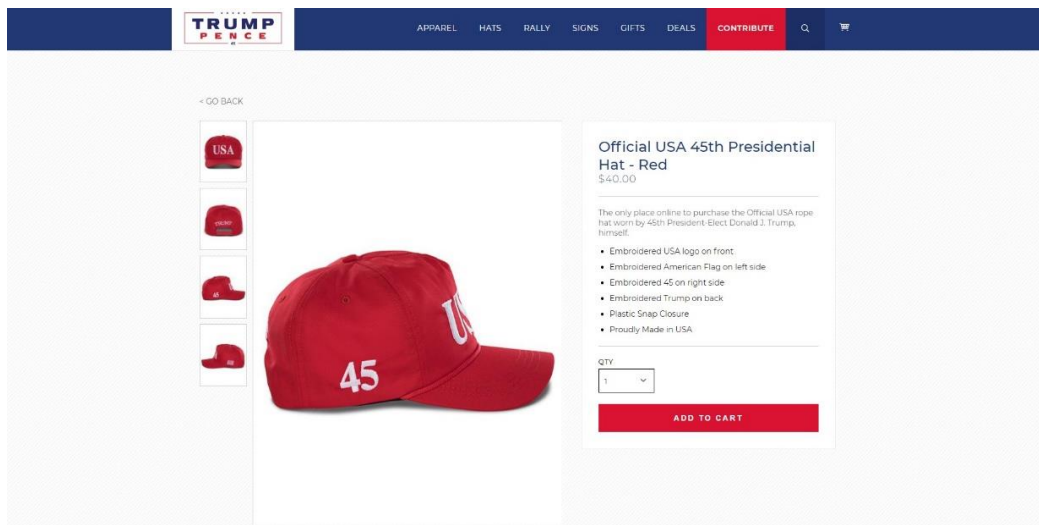 TRUMP
PENCE
APPAREL HATS RALLY SIGNS GIFTS DEALS CONTRIBUTE
< GO BACK
USA
45
Official USA 45th Presidential
Hat - Red
$40.00
The only place online to purchase the Official USA rope
hat worn by 45th President-Elect Donald J. Trump,
himself.
• Embroidered USA logo on front
• Embroidered American Flag on left side
• Embroidered 45 on right side
• Embroidered Trump on back
• Plastic Snap Closure
• Proudly Made in USA
QTY
1
ADD TO CART